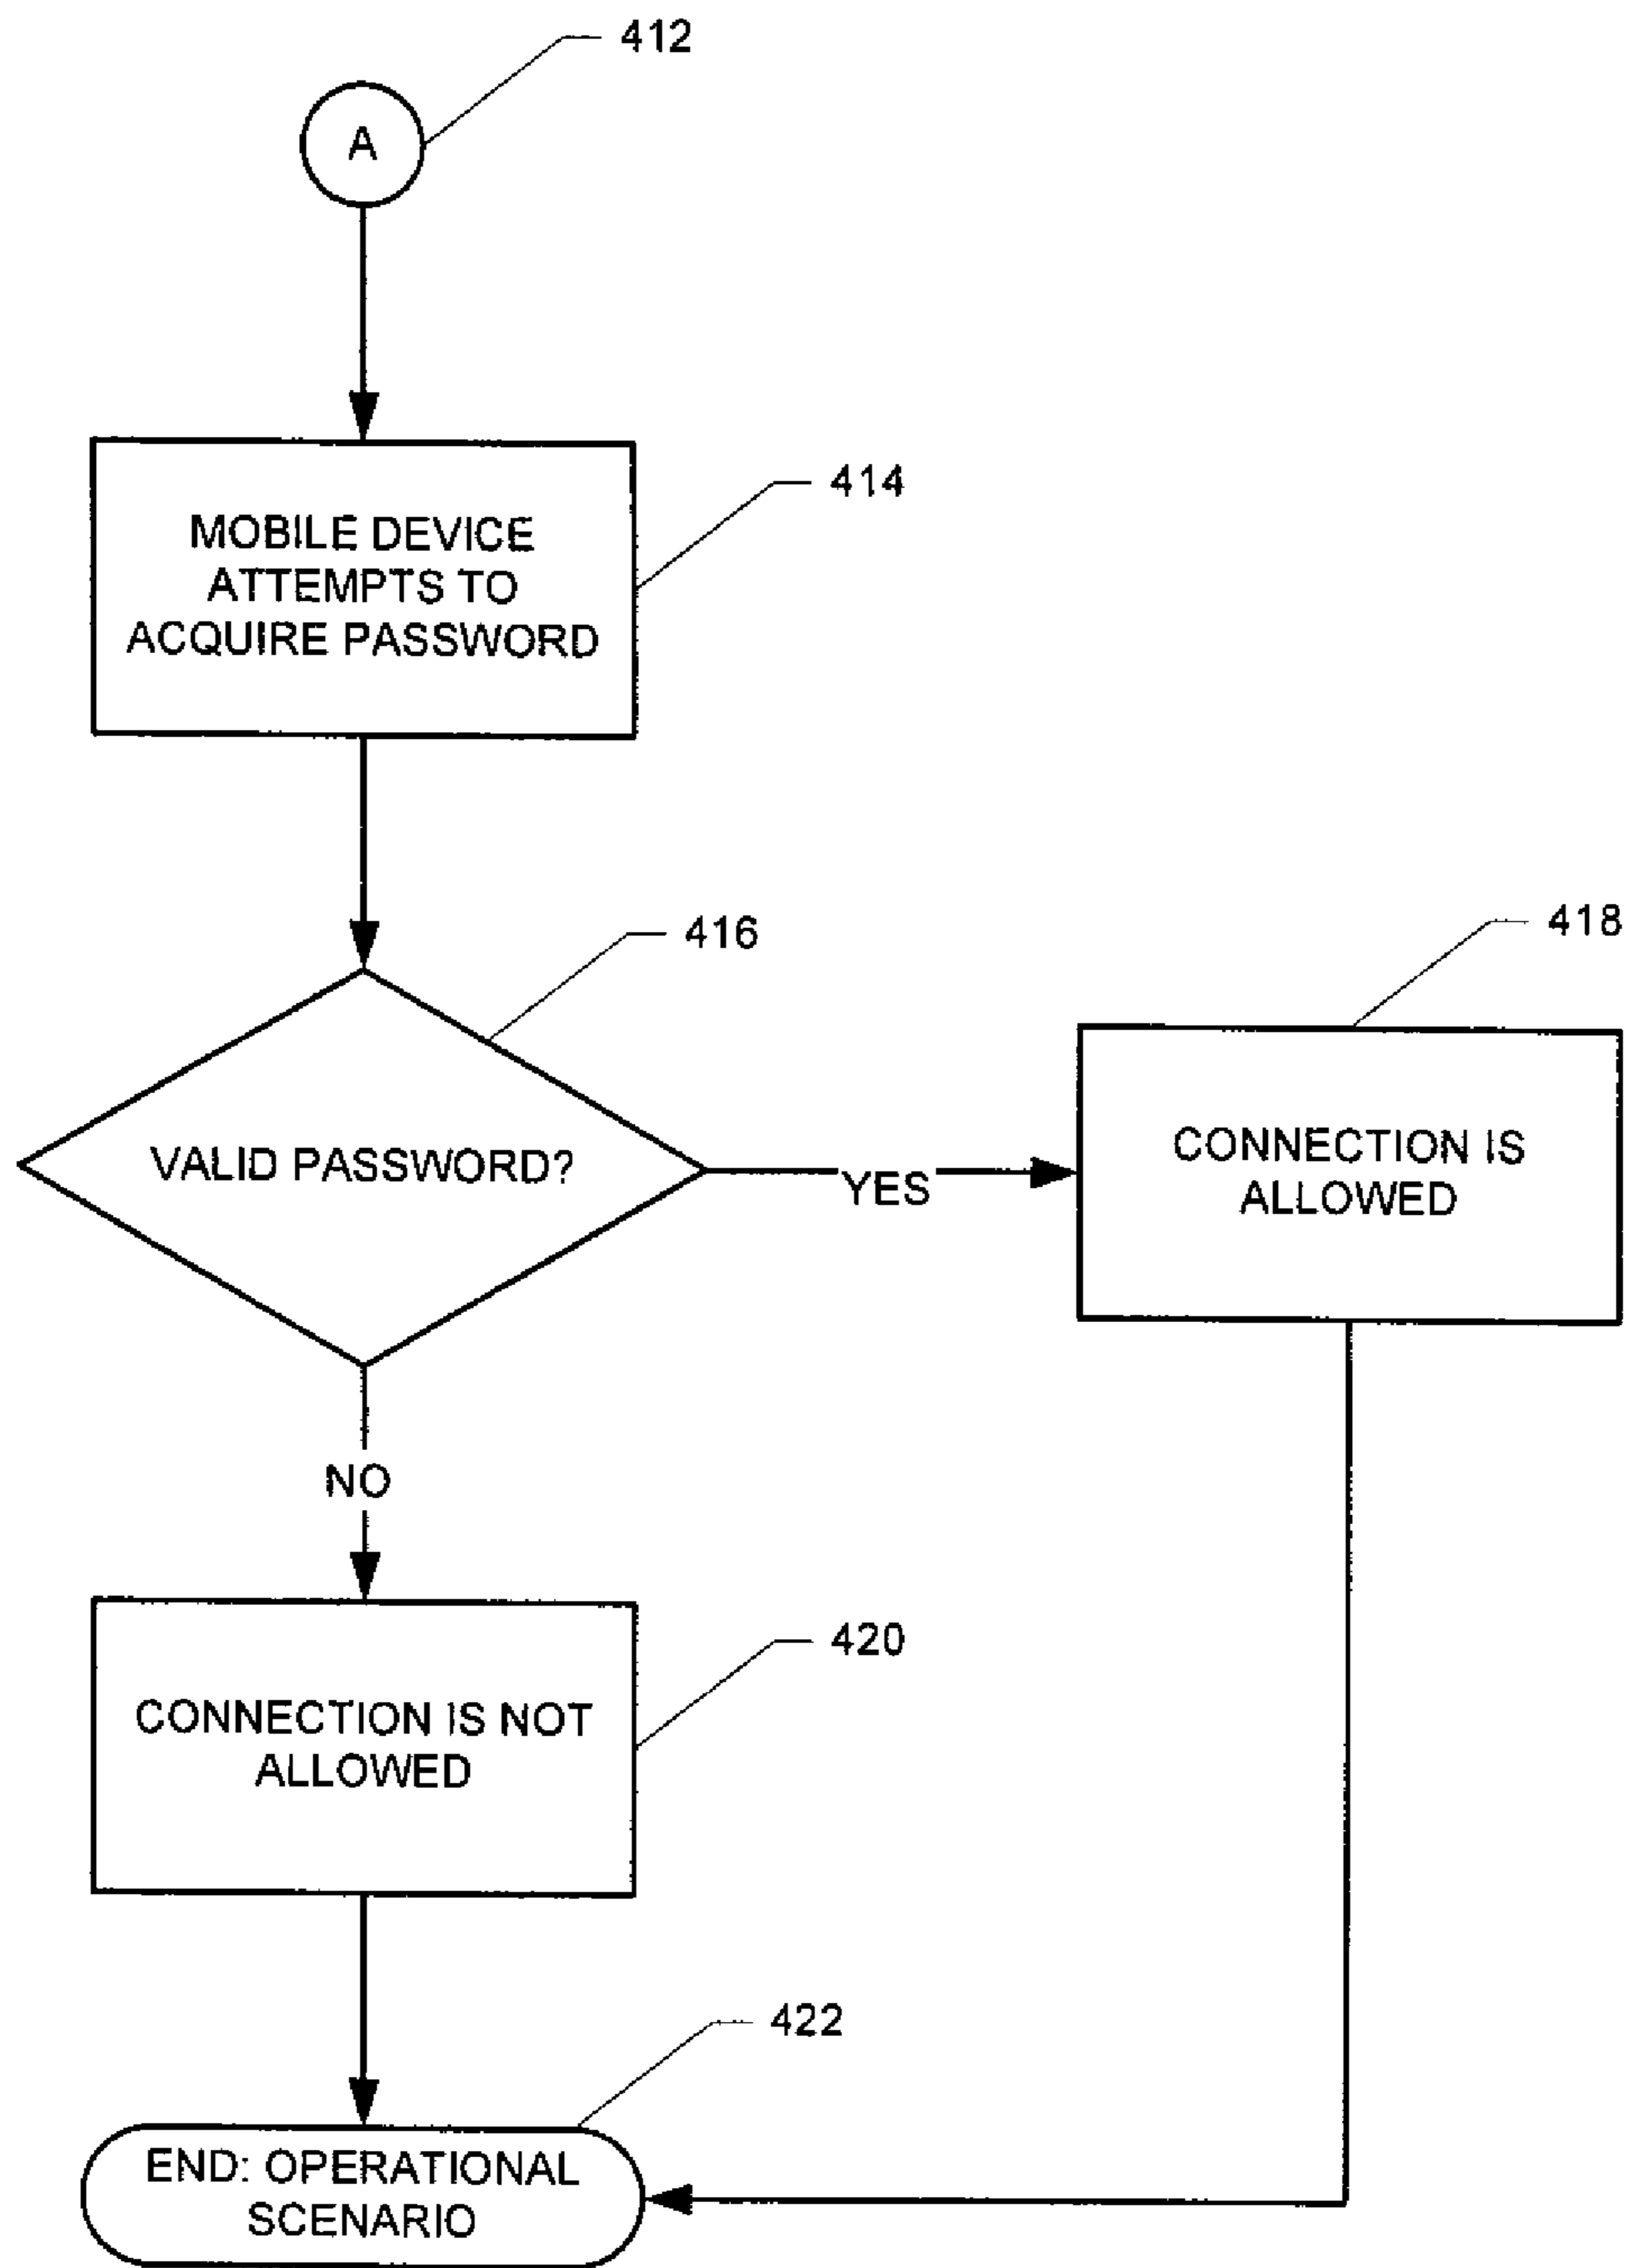 412
A
414
MOBILE DEVICE
ATTEMPTS TO
ACQUIRE PASSWORD
416
418
VALID PASSWORD?
YES
CONNECTION IS
ALLOWED
NO
420
CONNECTION IS NOT
ALLOWED
422
END: OPERATIONAL
SCENARIO